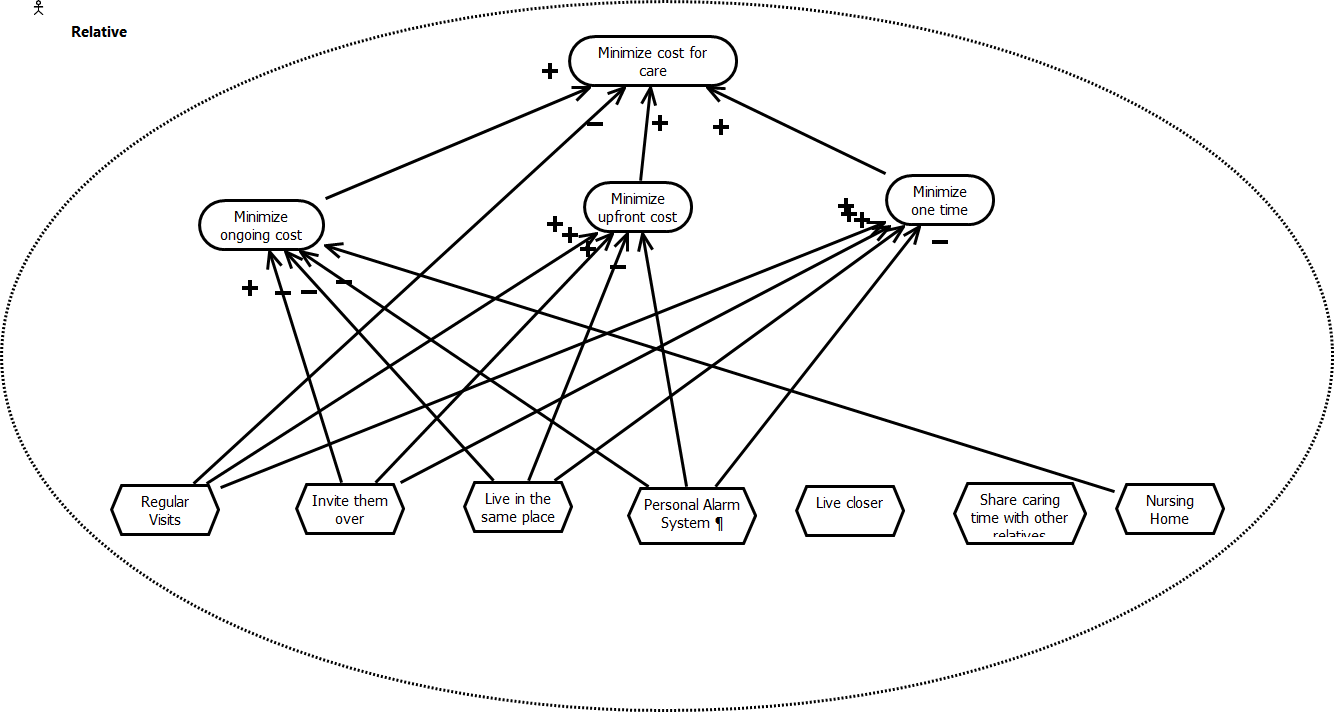 Relative
Minimize cost for
care
Minimize
ongoing cost
Minimize
upfront cost
Minimize
one time
Regular
Visits
Invite them
over
Live in the
same place
Personal Alarm
System ¶
Live closer
Share caring
time with other
relatives
Nursing
Home